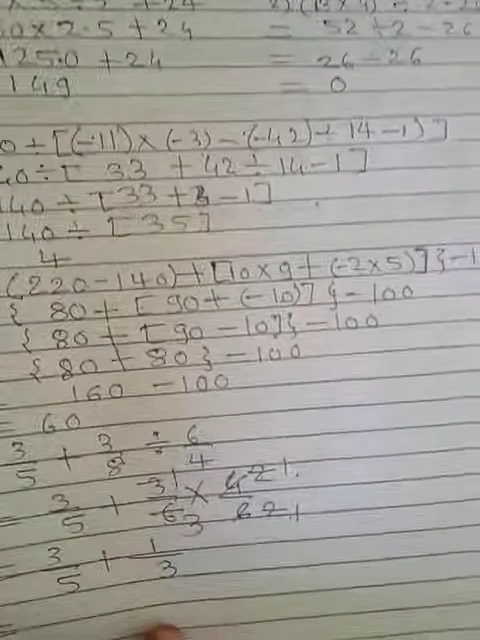 0 × 2.5 + 24 = 52 ÷ 2 - 26
125.0 + 24 = 26 - 26
149 = 0
0 ÷ [(-11) × (-3) - (-42) ÷ 14 - 1)]
40 ÷ [ 33 + 42 ÷ 14 - 1 ]
140 ÷ [ 33 + 3 - 1]
140 ÷ [ 35 ]
4
(220 - 140) + [10 × 9 + (-2 × 5)]} - 1
{ 80 + [ 90 + (-10)] } - 100
{ 80 + [ 90 - 10]} - 100
{ 80 + 80 } - 100
160 - 100
= 60
3/5 + 3/8 ÷ 6/4
= 3/5 + 3 × 4
= 3/5 + 1/3